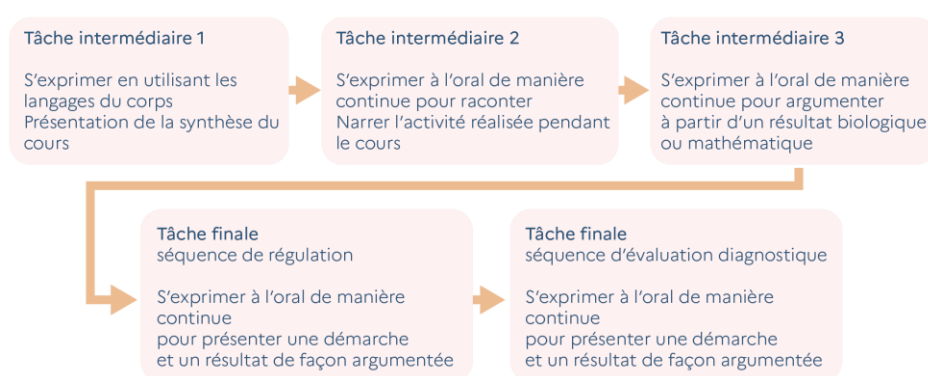 Tâche intermédiaire 1
S’exprimer en utilisant les
langages du corps
Présentation de la synthèse du
cours
Tâche intermédiaire 2
S’exprimer à l’oral de manière
continue pour raconter
Narrer l’activité réalisée pendant
le cours
Tâche intermédiaire 3
S’exprimer à l’oral de manière
continue pour argumenter
à partir d’un résultat biologique
ou mathématique
Tâche finale
séquence de régulation
S’exprimer à l’oral de manière
continue
pour présenter une démarche
et un résultat de façon argumentée
Tâche finale
séquence d’évaluation diagnostique
S’exprimer à l’oral de manière
continue
pour présenter une démarche
et un résultat de façon argumentée